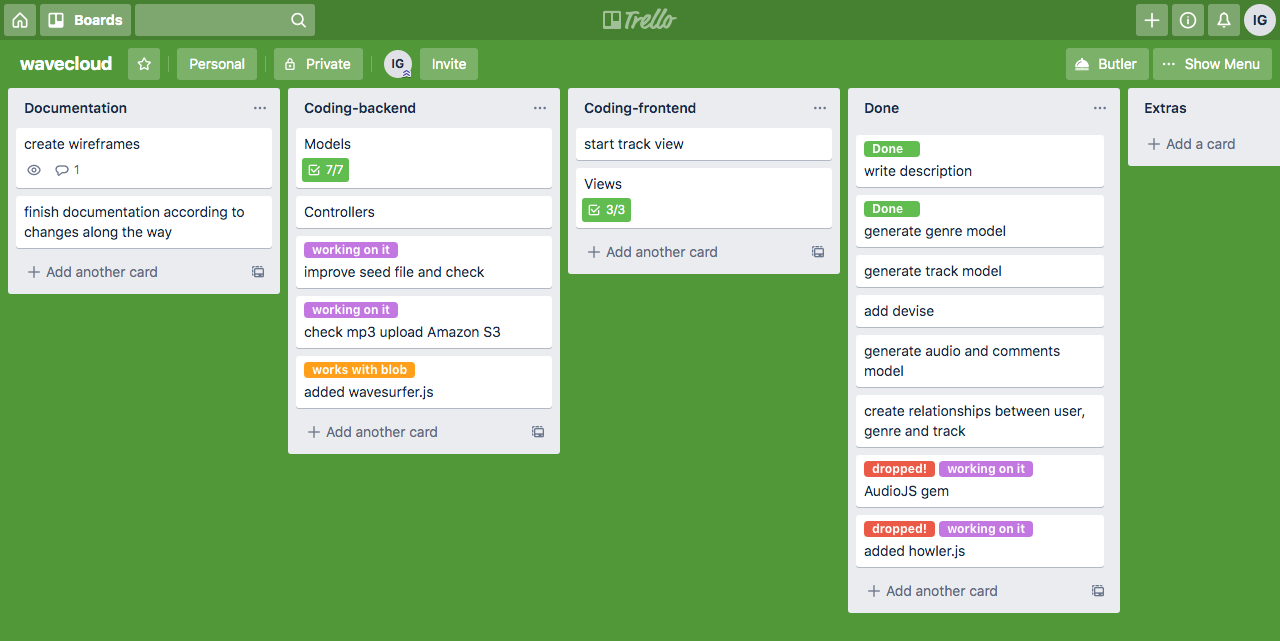 Boards
Trello
IG
wavecloud
Personal
Private
IG
Invite
Butler
Show Menu
Documentation
create wireframes
1
finish documentation according to
changes along the way
Add another card
Coding-backend
Models
7/7
Controllers
working on it
improve seed file and check
working on it
check mp3 upload Amazon S3
works with blob
added wavesurfer.js
Add another card
Coding-frontend
start track view
Views
3/3
Add another card
Done
Done
write description
Done
generate genre model
generate track model
add devise
generate audio and comments
model
create relationships between user,
genre and track
dropped! working on it
AudioJS gem
dropped! working on it
added howler.js
Add another card
Extras
Add a card